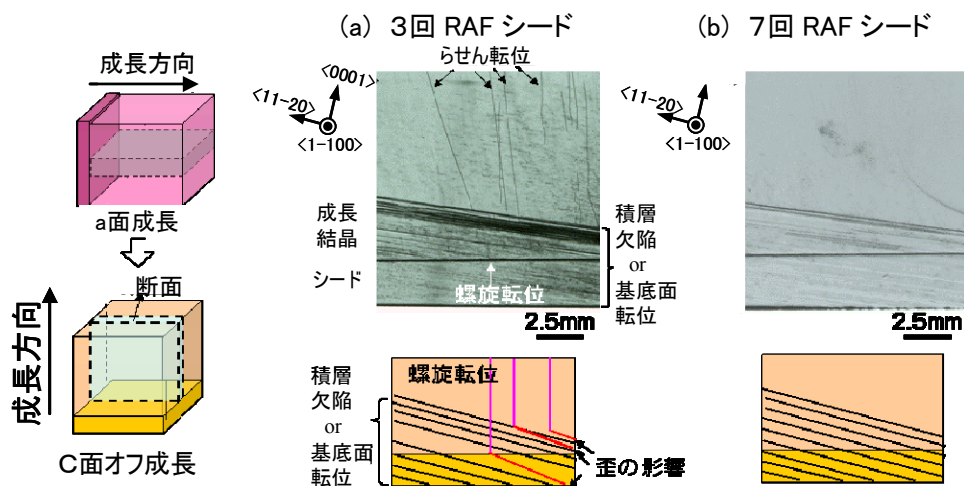 (a) 3回 RAF シード
(b) 7回 RAF シード
成長方向
a面成長
断面
成長方向
C面オフ成長
らせん転位
<0001>
<11-20>
<1-100>
成長
結晶
シード
螺旋転位
積層
欠陥
or
基底面
転位
2.5mm
<0001>
<11-20>
<1-100>
2.5mm
積層
欠陥
or
基底面
転位
螺旋転位
歪の影響